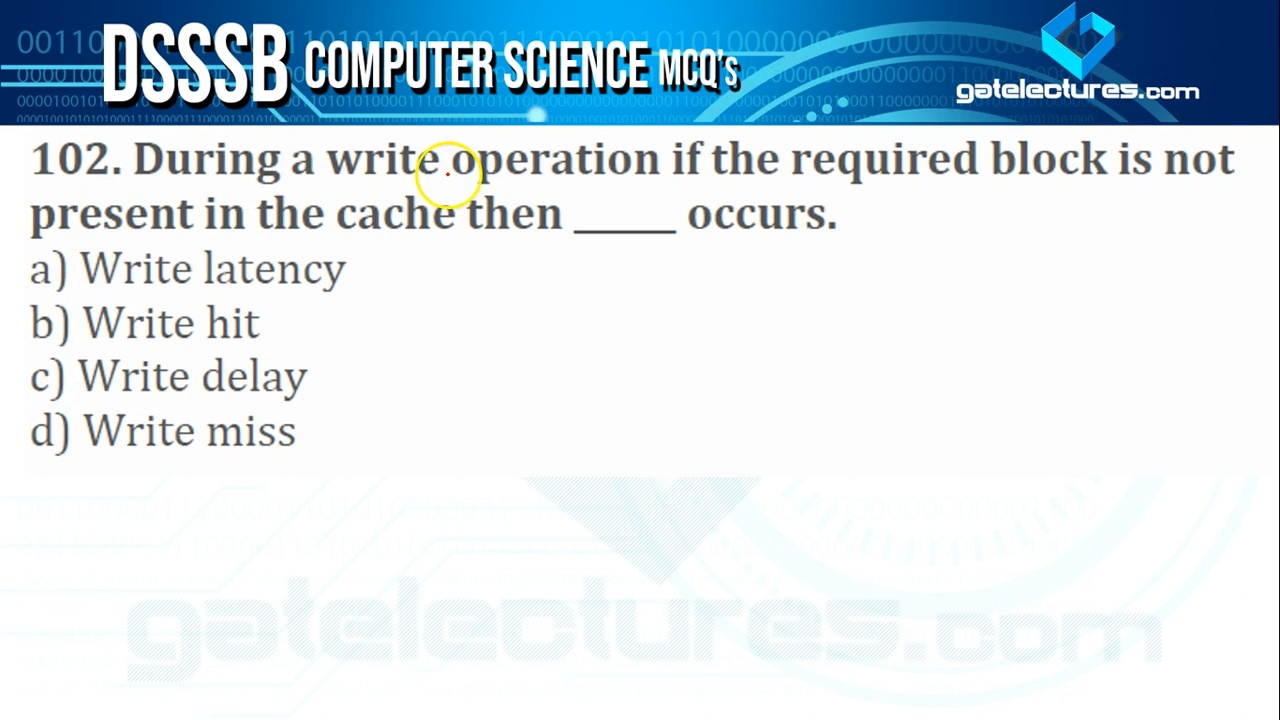 DSSSB COMPUTER SCIENCE MCQ's
gatelectures.com
102. During a write operation if the required block is not
present in the cache then _____ occurs.
a) Write latency
b) Write hit
c) Write delay
d) Write miss
gatelectures.com